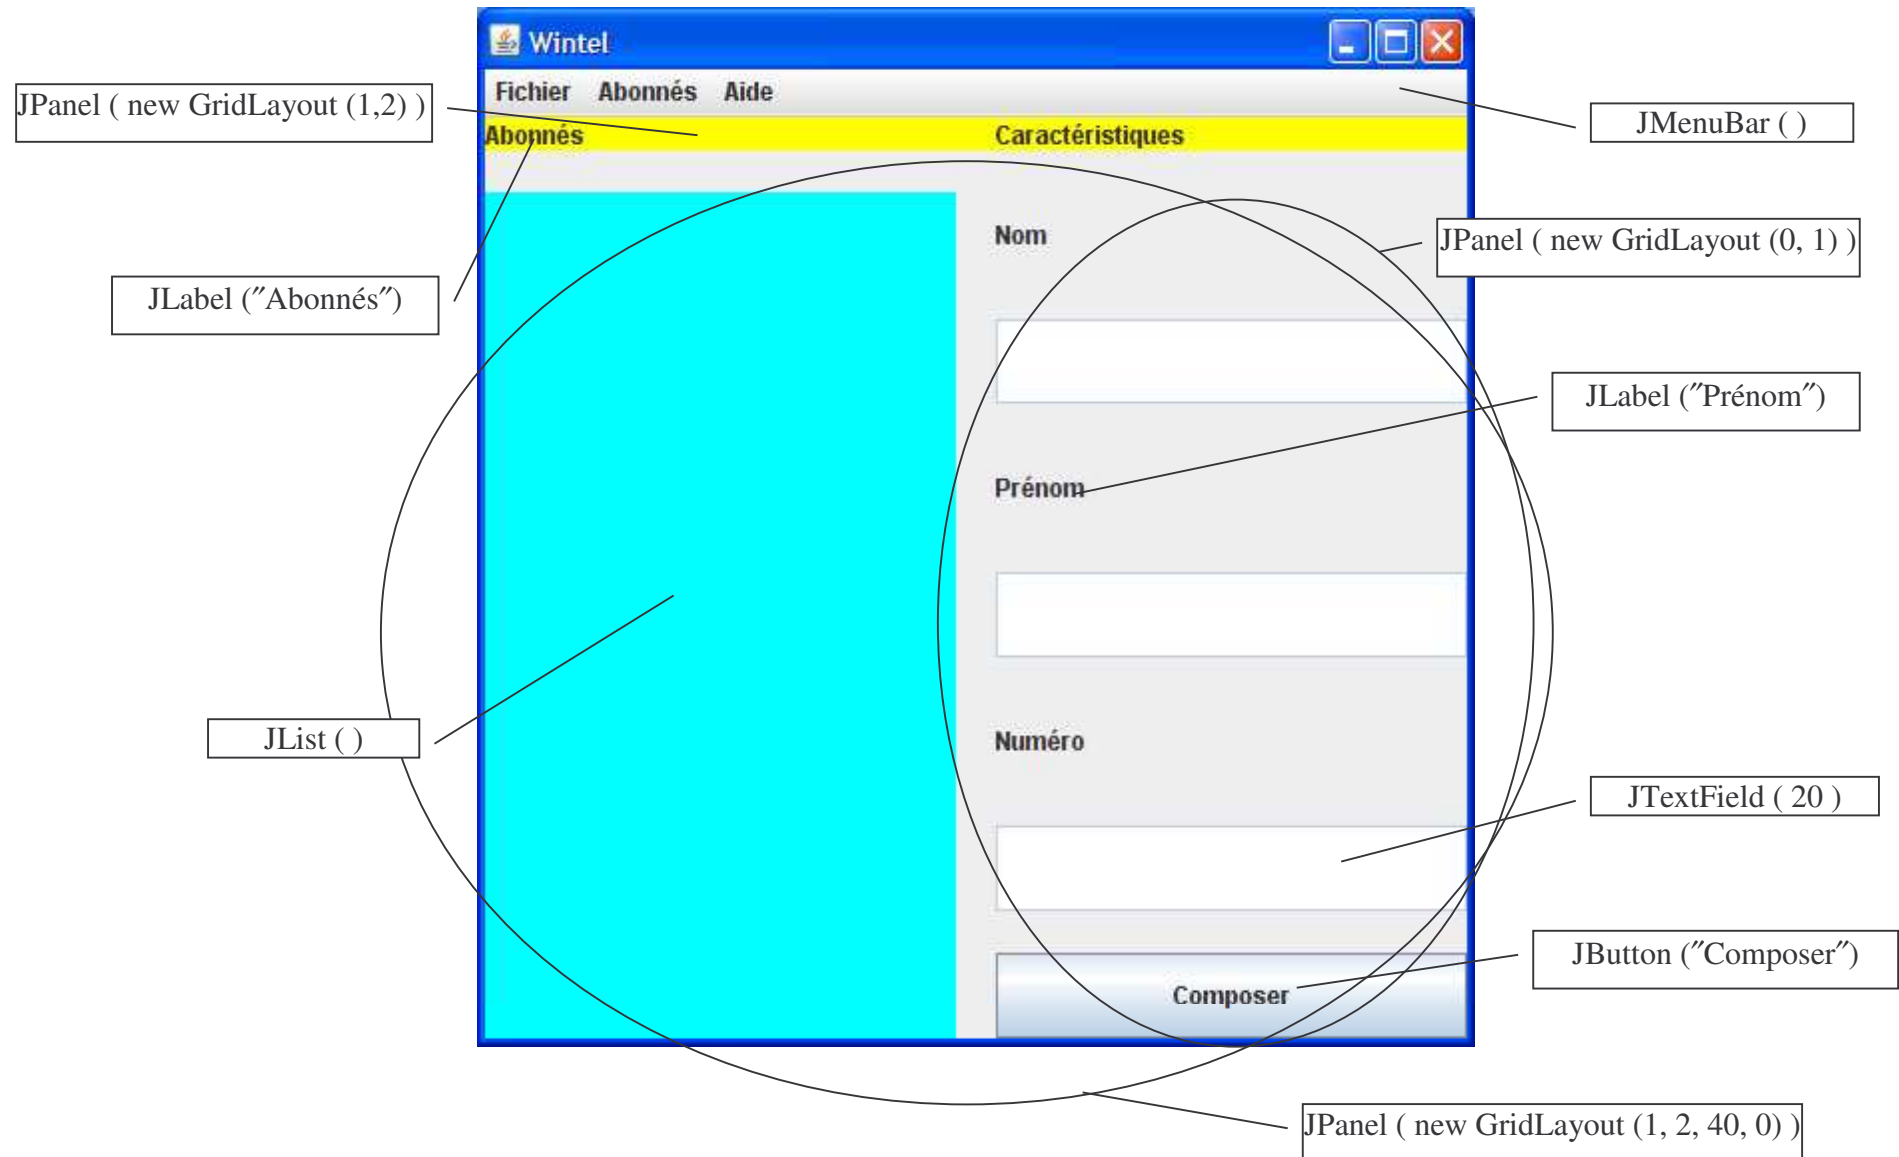 Wintel
Fichier Abonnés Aide
JPanel ( new GridLayout (1,2) )
JMenuBar ( )
Abonnés Caractéristiques
Nom
JPanel ( new GridLayout (0, 1) )
JLabel (″Abonnés″)
JLabel (″Prénom″)
Prénom
JList ( )
Numéro
JTextField ( 20 )
JButton (″Composer″)
Composer
JPanel ( new GridLayout (1, 2, 40, 0) )